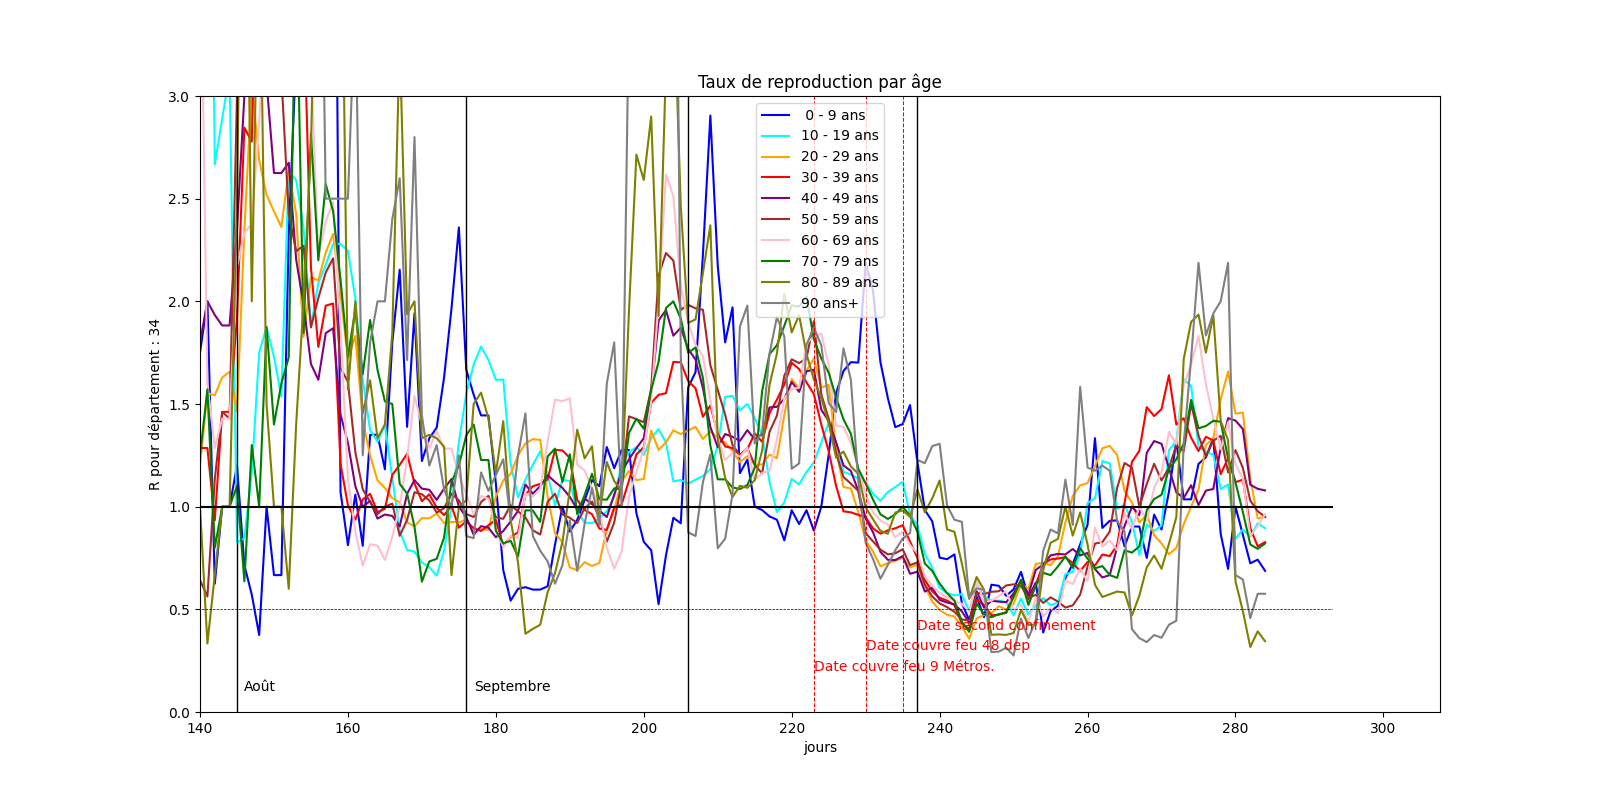 Taux de reproduction par âge
3.0
2.5
2.0
1.5
1.0
0.5
0.0
R pour département : 34
0 - 9 ans
10 - 19 ans
20 - 29 ans
30 - 39 ans
40 - 49 ans
50 - 59 ans
60 - 69 ans
70 - 79 ans
80 - 89 ans
90 ans+
Date second confinement
Date couvre feu 48 dep
Date couvre feu 9 Métros.
Août
Septembre
140 160 180 200 220 240 260 280 300
jours